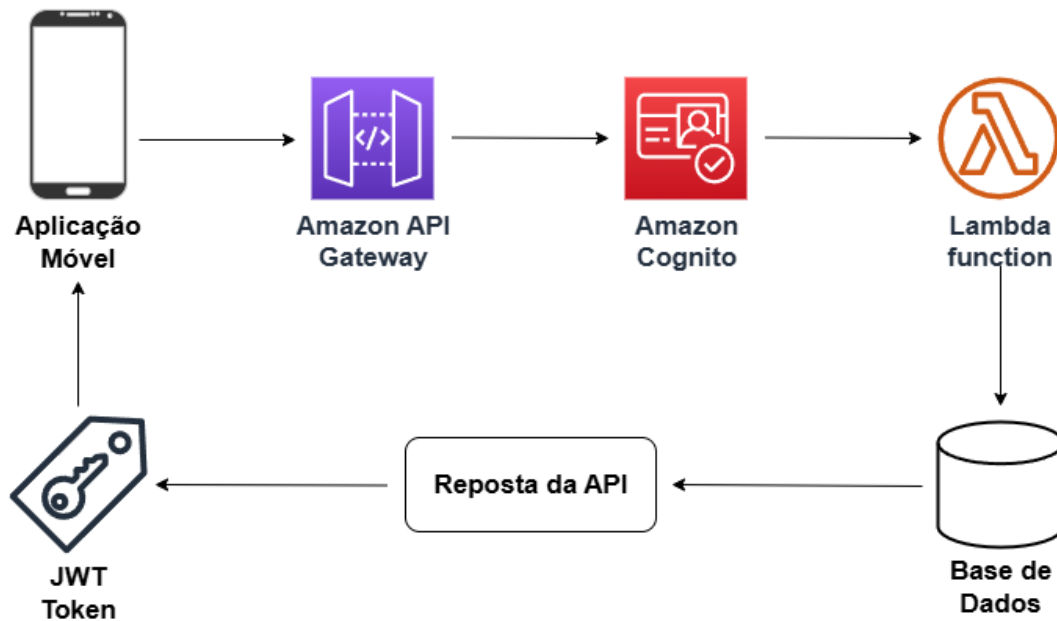 Aplicação
Móvel
Amazon API
Gateway
Amazon
Cognito
Lambda
function
JWT
Token
Reposta da API
Base de
Dados